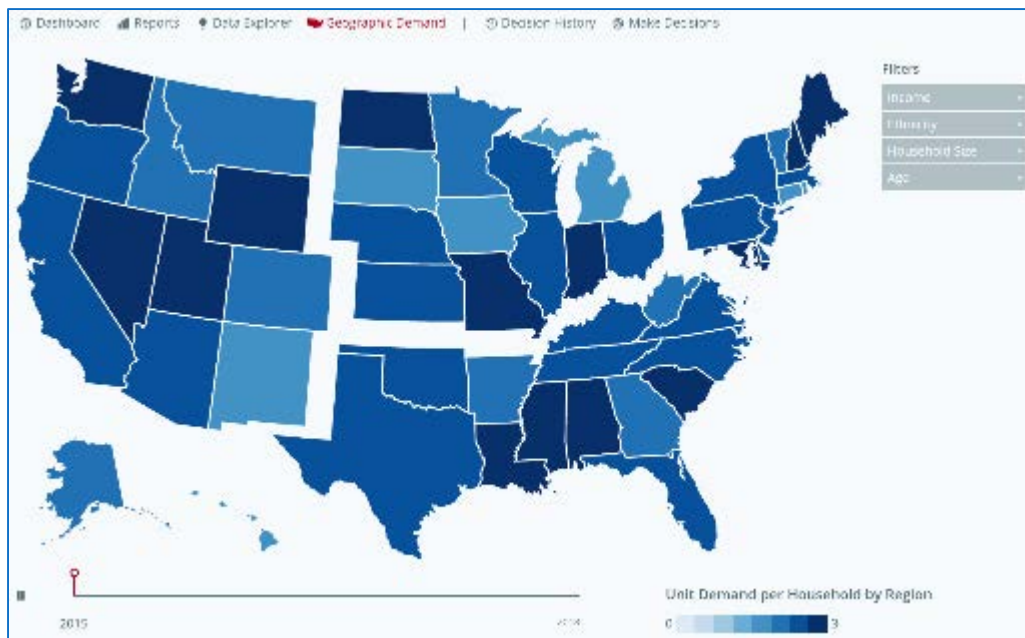 Dashboard Reports Data Explorer Geographic Demand | Decision History Make Decisions
Filters
Income
Ethnicity
Household Size
Age
2015
Unit Demand per Household by Region
0 3